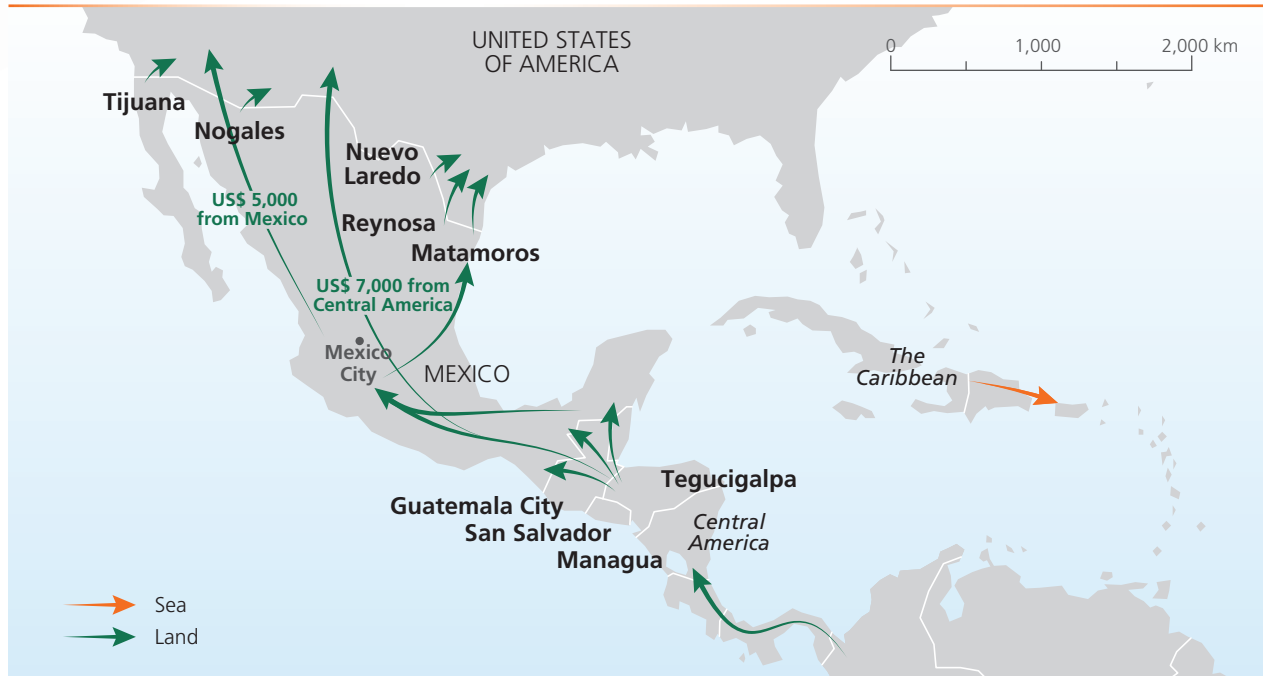 UNITED STATES
OF AMERICA
0 1,000 2,000 km
Tijuana
Nogales
Nuevo
Laredo
US$ 5,000
from Mexico
Reynosa
Matamoros
US$ 7,000 from
Central America
Mexico
City
MEXICO
The
Caribbean
Tegucigalpa
Guatemala City
San Salvador
Managua
Central
America
Sea
Land